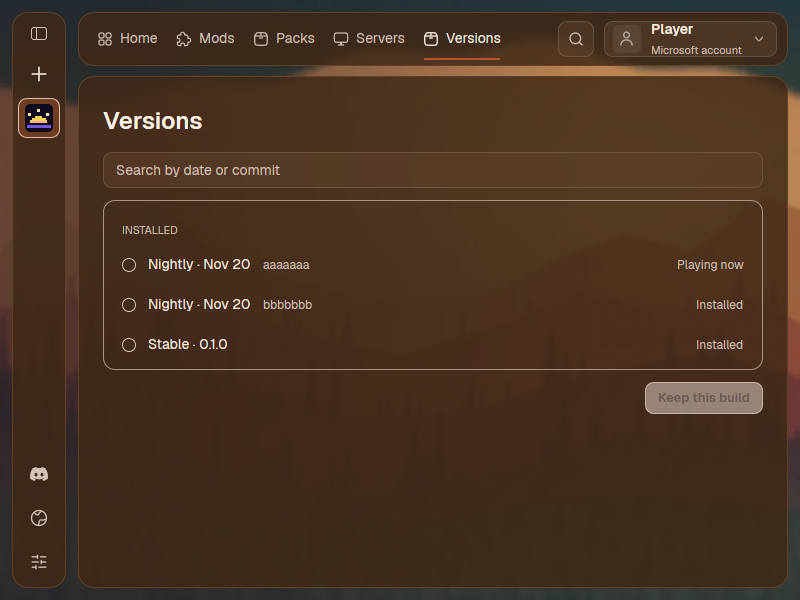 Home
Mods
Packs
Servers
Versions
Player
Microsoft account
Versions
Search by date or commit
INSTALLED
Nightly · Nov 20 aaaaaaa Playing now
Nightly · Nov 20 bbbbbbb Installed
Stable · 0.1.0 Installed
Keep this build